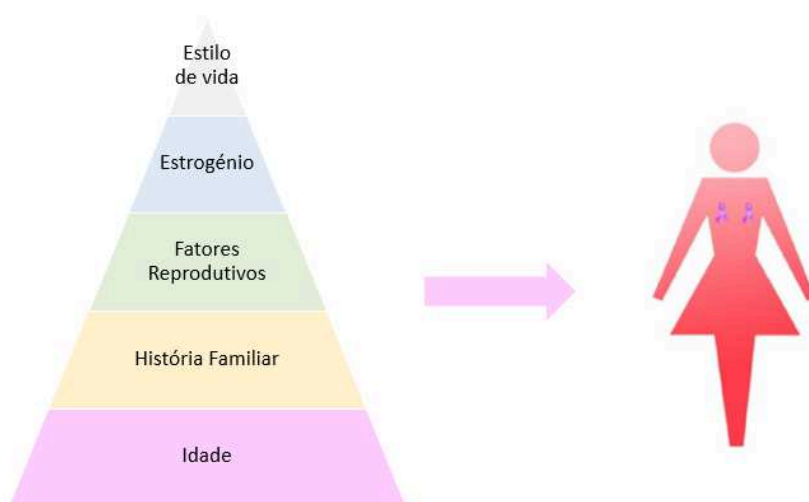 Estilo
de vida
Estrogénio
Fatores
Reprodutivos
História Familiar
Idade